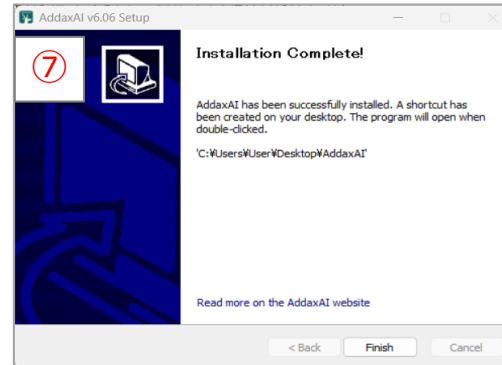 AddaxAI v6.06 Setup
⑦
Installation Complete!
AddaxAI has been successfully installed. A shortcut has
been created on your desktop. The program will open when
double-clicked.
'C:¥Users¥User¥Desktop¥AddaxAI'
Read more on the AddaxAI website
< Back
Finish
Cancel